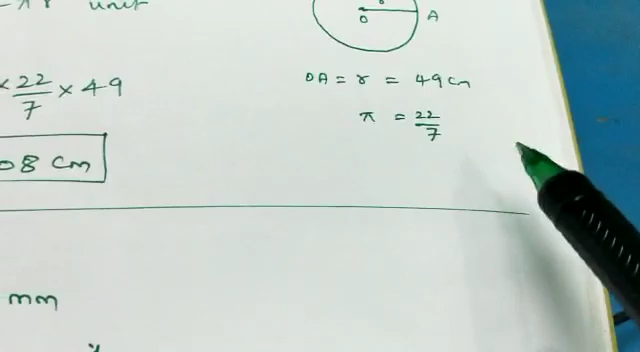 π r unit
O A
× 22/7 × 49
OA = r = 49 cm
π = 22/7
08 cm
mm